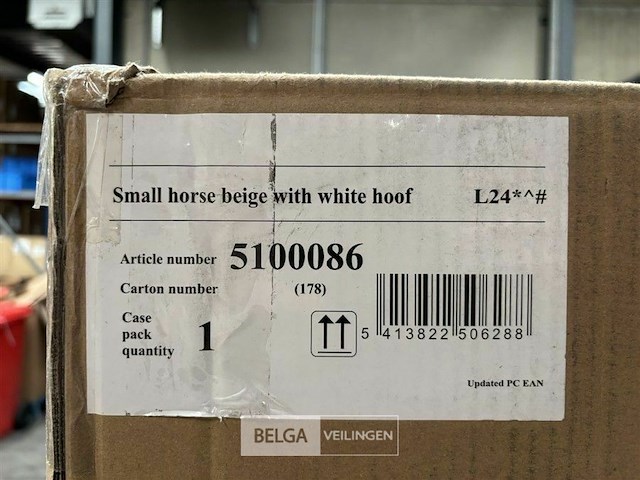 Small horse beige with white hoof L24*^#
Article number 5100086
Carton number (178)
Case
pack
quantity 1
5 413822 506288
Updated PC EAN
BELGA VEILINGEN